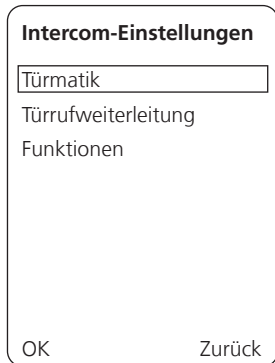 Intercom-Einstellungen
Türmatik
Türrufweiterleitung
Funktionen
OK Zurück